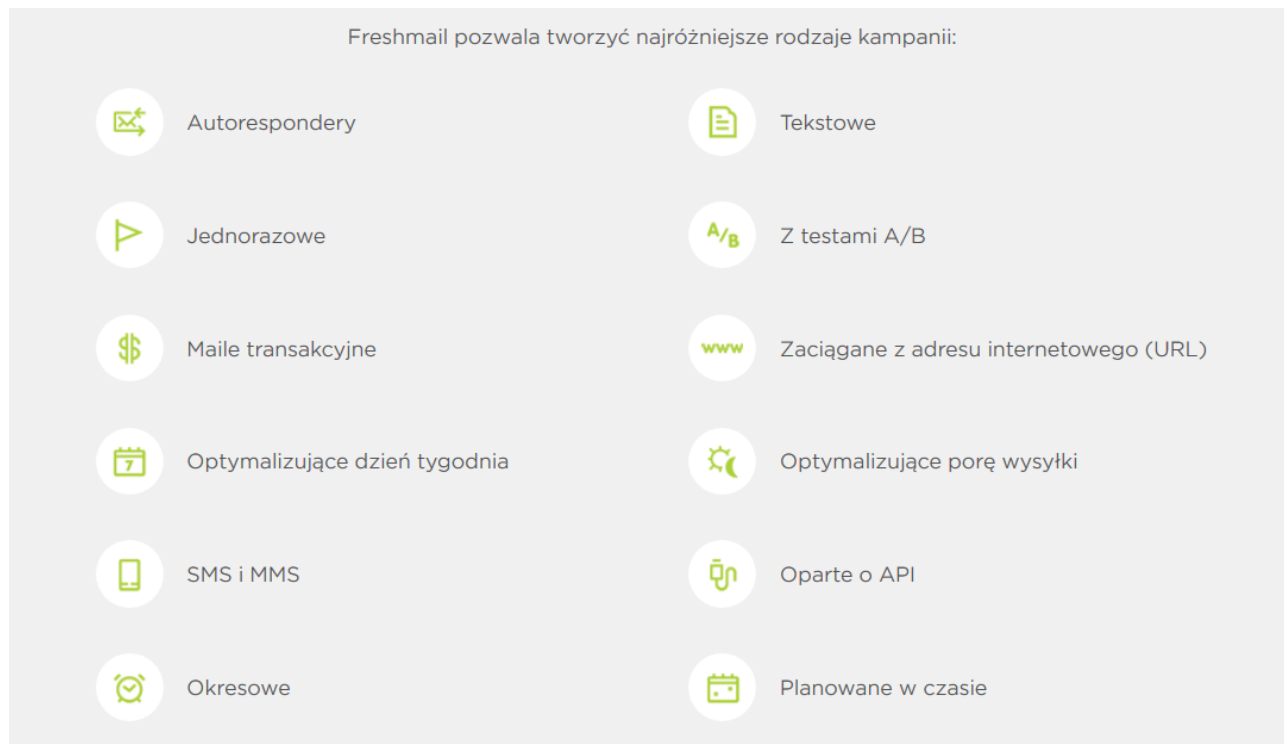 Freshmail pozwala tworzyć najróżniejsze rodzaje kampanii:
Autorespondery
Tekstowe
Jednorazowe
A/B
Z testami A/B
Maile transakcyjne
www
Zaciągane z adresu internetowego (URL)
7
Optymalizujące dzień tygodnia
Optymalizujące porę wysyłki
SMS i MMS
Oparte o API
Okresowe
Planowane w czasie